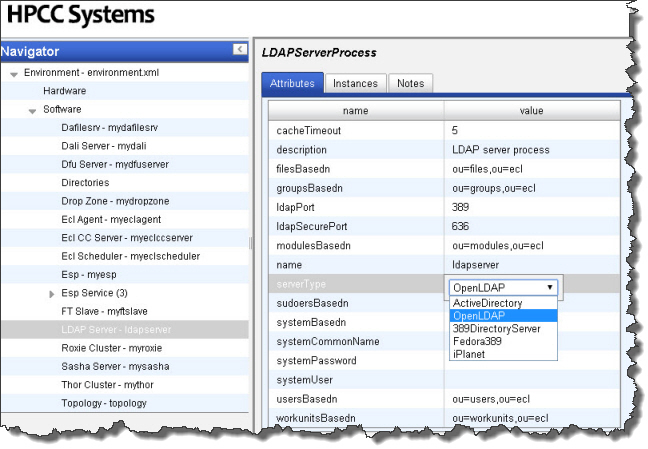 HPCC Systems
Navigator
Environment - environment.xml
Hardware
Software
Dafilesrv - mydafilesrv
Dali Server - mydali
Dfu Server - mydfuserver
Directories
Drop Zone - mydropzone
Ecl Agent - myeclagent
Ecl CC Server - myeclccserver
Ecl Scheduler - myeclscheduler
Esp - myesp
Esp Service (3)
FT Slave - myftslave
LDAP Server - ldapserver
Roxie Cluster - myroxie
Sasha Server - mysasha
Thor Cluster - mythor
Topology - topology
LDAPServerProcess
Attributes Instances Notes
name value
cacheTimeout 5
description LDAP server process
filesBasedn ou=files,ou=ecl
groupsBasedn ou=groups,ou=ecl
ldapPort 389
ldapSecurePort 636
modulesBasedn ou=modules,ou=ecl
name ldapserver
serverType OpenLDAP
ActiveDirectory
OpenLDAP
389DirectoryServer
Fedora389
iPlanet
sudoersBasedn
systemBasedn
systemCommonName
systemPassword
systemUser
usersBasedn ou=users,ou=ecl
workunitsBasedn ou=workunits,ou=ecl